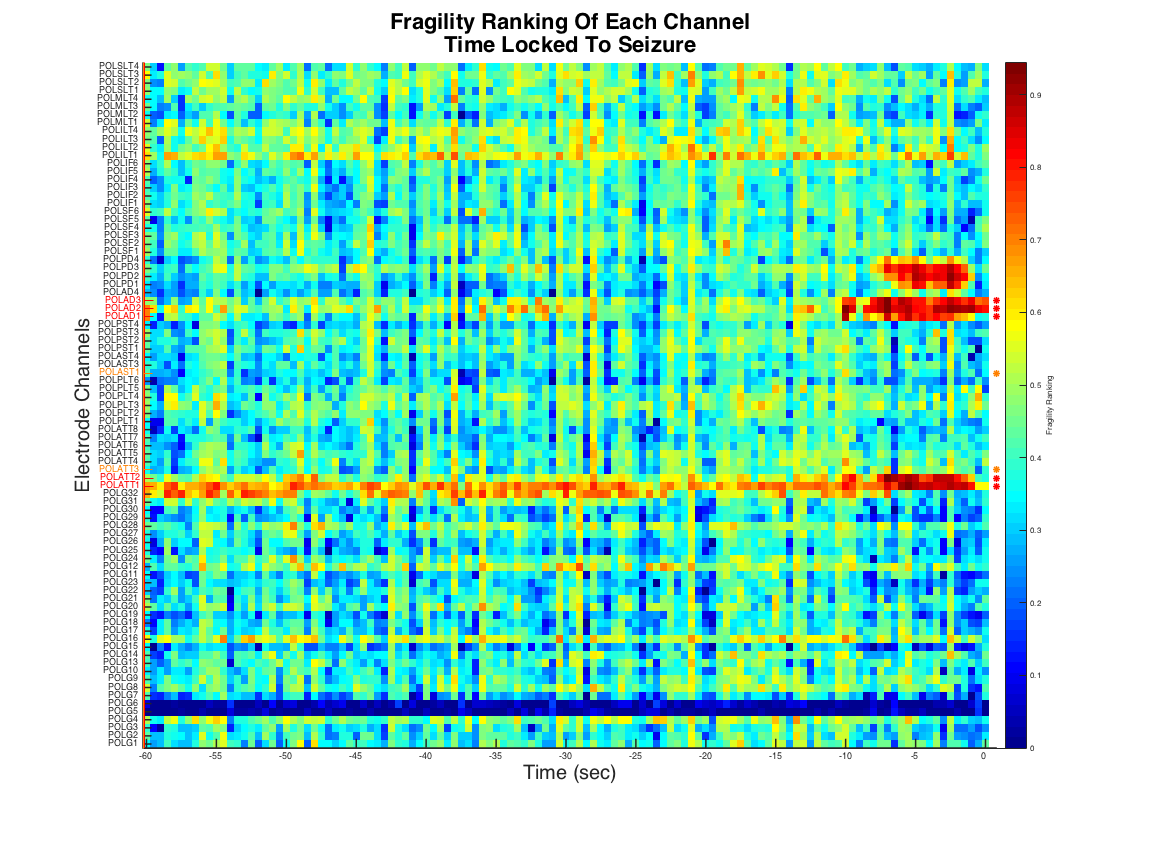 Fragility Ranking Of Each Channel
Time Locked To Seizure
POLSLT4
POLSLT3
POLSLT2
POLSLT1
POLMLT4
POLMLT3
POLMLT2
POLMLT1
POLILT4
POLILT3
POLILT2
POLILT1
POLIF6
POLIF5
POLIF4
POLIF3
POLIF2
POLIF1
POLSF6
POLSF5
POLSF4
POLSF3
POLSF2
POLSF1
POLPD4
POLPD3
POLPD2
POLPD1
POLAD4
POLAD3
POLAD2
POLAD1
POLPST4
POLPST3
POLPST2
POLPST1
POLAST4
POLAST3
POLAST1
POLPLT6
POLPLT5
POLPLT4
POLPLT3
POLPLT2
POLPLT1
POLATT8
POLATT7
POLATT6
POLATT5
POLATT4
POLATT3
POLATT2
POLATT1
POLG32
POLG31
POLG30
POLG29
POLG28
POLG27
POLG26
POLG25
POLG24
POLG12
POLG11
POLG23
POLG22
POLG21
POLG20
POLG19
POLG18
POLG17
POLG16
POLG15
POLG14
POLG13
POLG10
POLG9
POLG8
POLG7
POLG6
POLG5
POLG4
POLG3
POLG2
POLG1
Electrode Channels
-60 -55 -50 -45 -40 -35 -30 -25 -20 -15 -10 -5 0
Time (sec)
0.9
0.8
0.7
0.6
0.5
0.4
0.3
0.2
0.1
0
Fragility Ranking